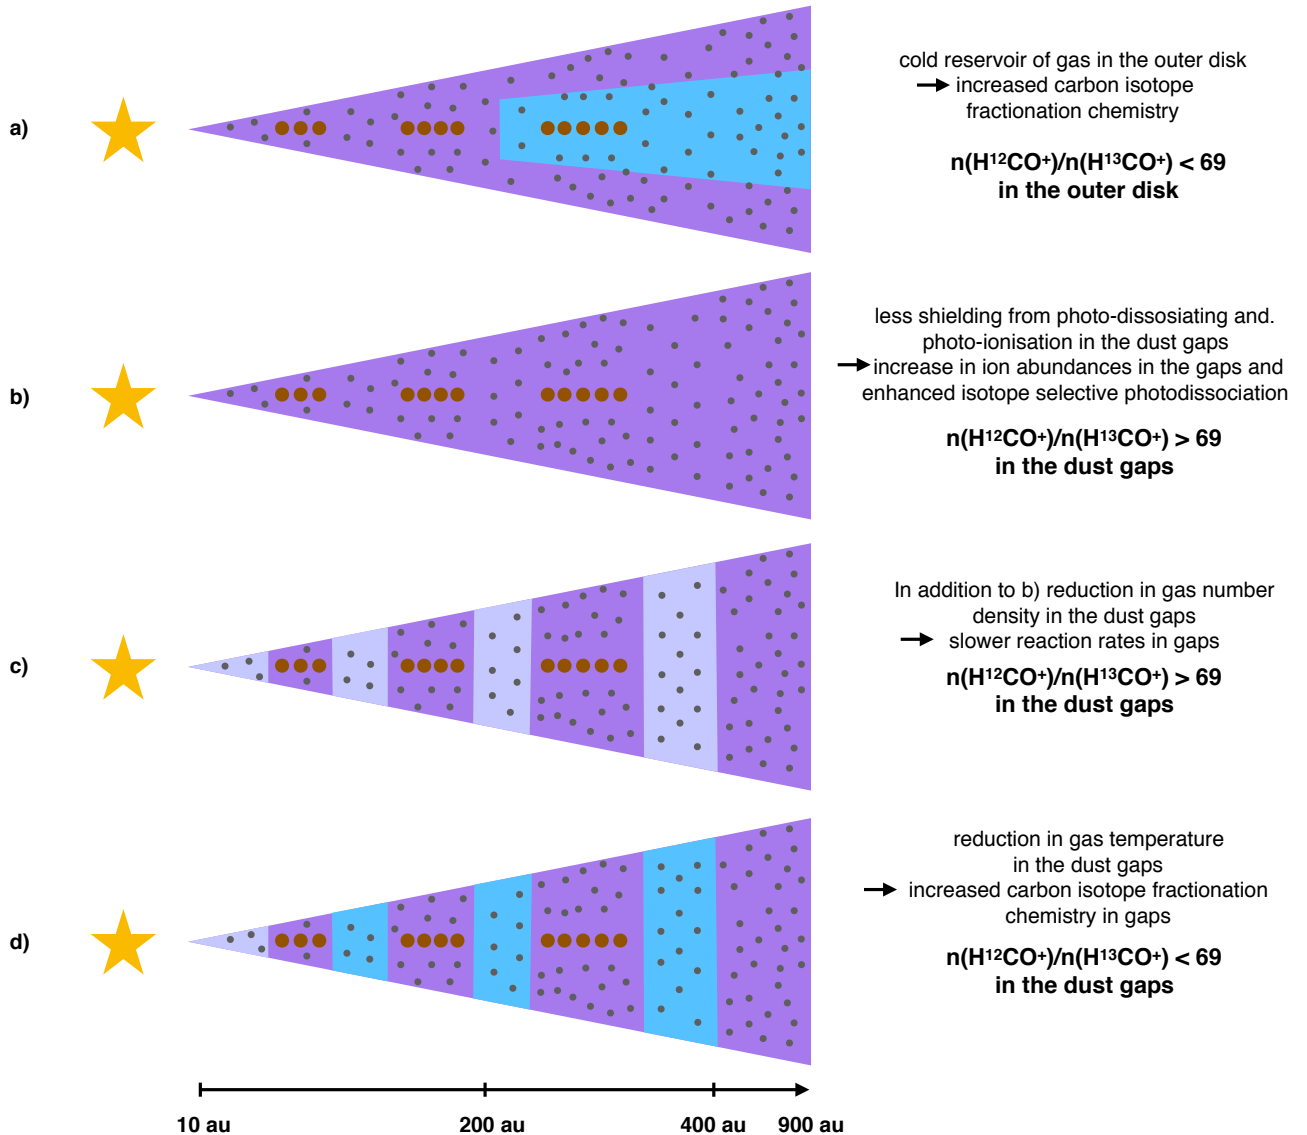 a)
cold reservoir of gas in the outer disk
→ increased carbon isotope
fractionation chemistry
n(H¹²CO⁺)/n(H¹³CO⁺) < 69
in the outer disk
b)
less shielding from photo-dissosiating and.
photo-ionisation in the dust gaps
→ increase in ion abundances in the gaps and
enhanced isotope selective photodissociation
n(H¹²CO⁺)/n(H¹³CO⁺) > 69
in the dust gaps
c)
In addition to b) reduction in gas number
density in the dust gaps
→ slower reaction rates in gaps
n(H¹²CO⁺)/n(H¹³CO⁺) > 69
in the dust gaps
d)
reduction in gas temperature
in the dust gaps
→ increased carbon isotope fractionation
chemistry in gaps
n(H¹²CO⁺)/n(H¹³CO⁺) < 69
in the dust gaps
10 au 200 au 400 au 900 au